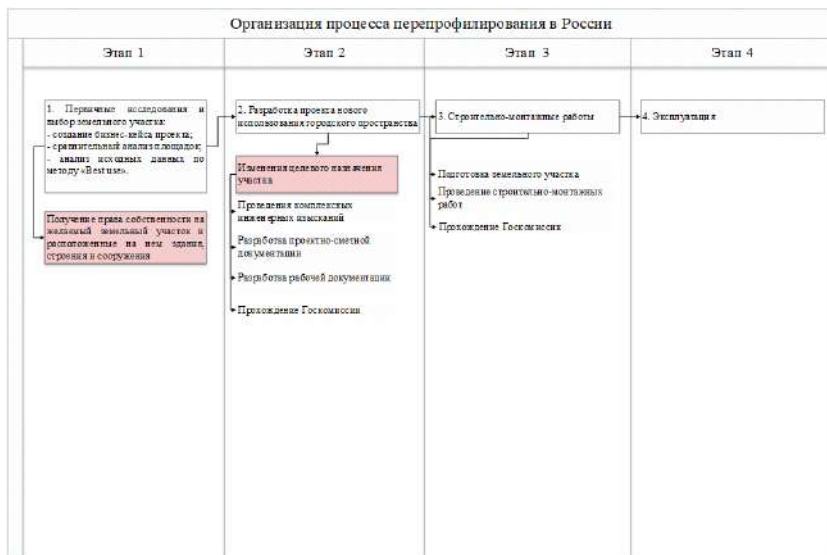 Организация процесса перепрофилирования в России
Этап 1
Этап 2
Этап 3
Этап 4
1. Первичные исследования и
выбор земельного участка:
- создание бизнес-кейса проекта;
- сравнительный анализ площадок;
- анализ исходных данных по
методу «Best use».
Получение права собственности на
желаемый земельный участок и
расположенные на нем здания,
строения и сооружения
2. Разработка проекта нового
использования городского пространства
Изменения целевого назначения
участка
Проведения комплексных
инженерных изысканий
Разработка проектно-сметной
документации
Разработка рабочей документации
Прохождение Госкомиссии
3. Строительно-монтажные работы
Подготовка земельного участка
Проведение строительно-монтажных
работ
Прохождение Госкомиссии
4. Эксплуатация